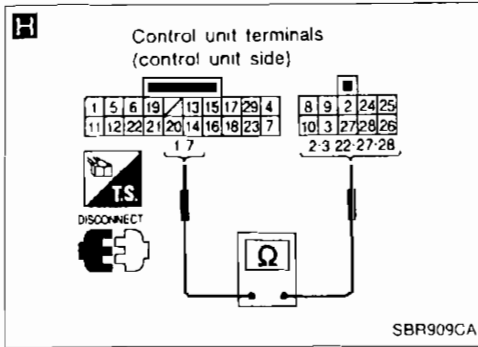 H
Control unit terminals
(control unit side)
1 5 6 19 13 15 17 29 4
11 12 22 21 20 14 16 18 23 7
8 9 2 24 25
10 3 27 28 26
1 7
2·3 22·27·28
T.S.
DISCONNECT
Ω
SBR909CA